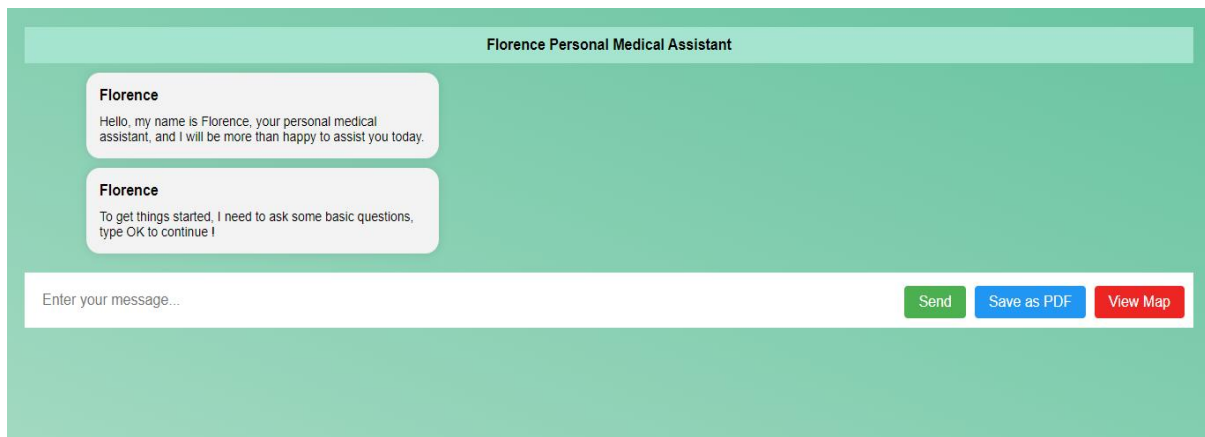 Florence Personal Medical Assistant
Florence
Hello, my name is Florence, your personal medical
assistant, and I will be more than happy to assist you today.
Florence
To get things started, I need to ask some basic questions,
type OK to continue !
Enter your message...
Send
Save as PDF
View Map